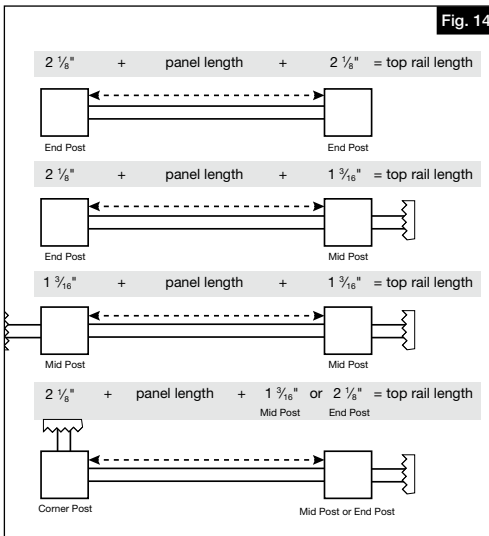 Fig. 14
2 ⅛" + panel length + 2 ⅛" = top rail length
End Post End Post
2 ⅛" + panel length + 1 ³⁄₁₆" = top rail length
End Post Mid Post
1 ³⁄₁₆" + panel length + 1 ³⁄₁₆" = top rail length
Mid Post Mid Post
2 ⅛" + panel length + 1 ³⁄₁₆" or 2 ⅛" = top rail length
Mid Post End Post
Corner Post Mid Post or End Post